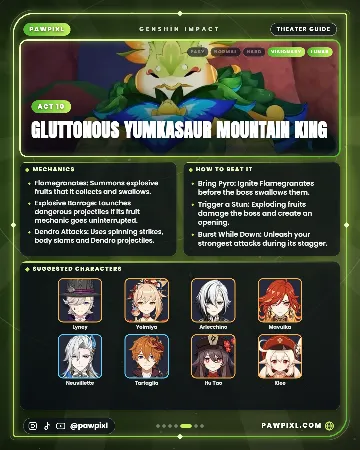 PAWPIXL
GENSHIN IMPACT
THEATER GUIDE
EASY NORMAL HARD VISIONARY LUNAR
ACT 10
GLUTTONOUS YUMKASAUR MOUNTAIN KING
MECHANICS
• Flamegranates: Summons explosive
fruits that it collects and swallows.
• Explosive Barrage: Launches
dangerous projectiles if its fruit
mechanic goes uninterrupted.
• Dendro Attacks: Uses spinning strikes,
body slams and Dendro projectiles.
HOW TO BEAT IT
• Bring Pyro: Ignite Flamegranates
before the boss swallows them.
• Trigger a Stun: Exploding fruits
damage the boss and create an
opening.
• Burst While Down: Unleash your
strongest attacks during its stagger.
SUGGESTED CHARACTERS
Lyney
Yoimiya
Arlecchino
Mavuika
Neuvillette
Tartaglia
Hu Tao
Klee
@pawpixl
PAWPIXL.COM